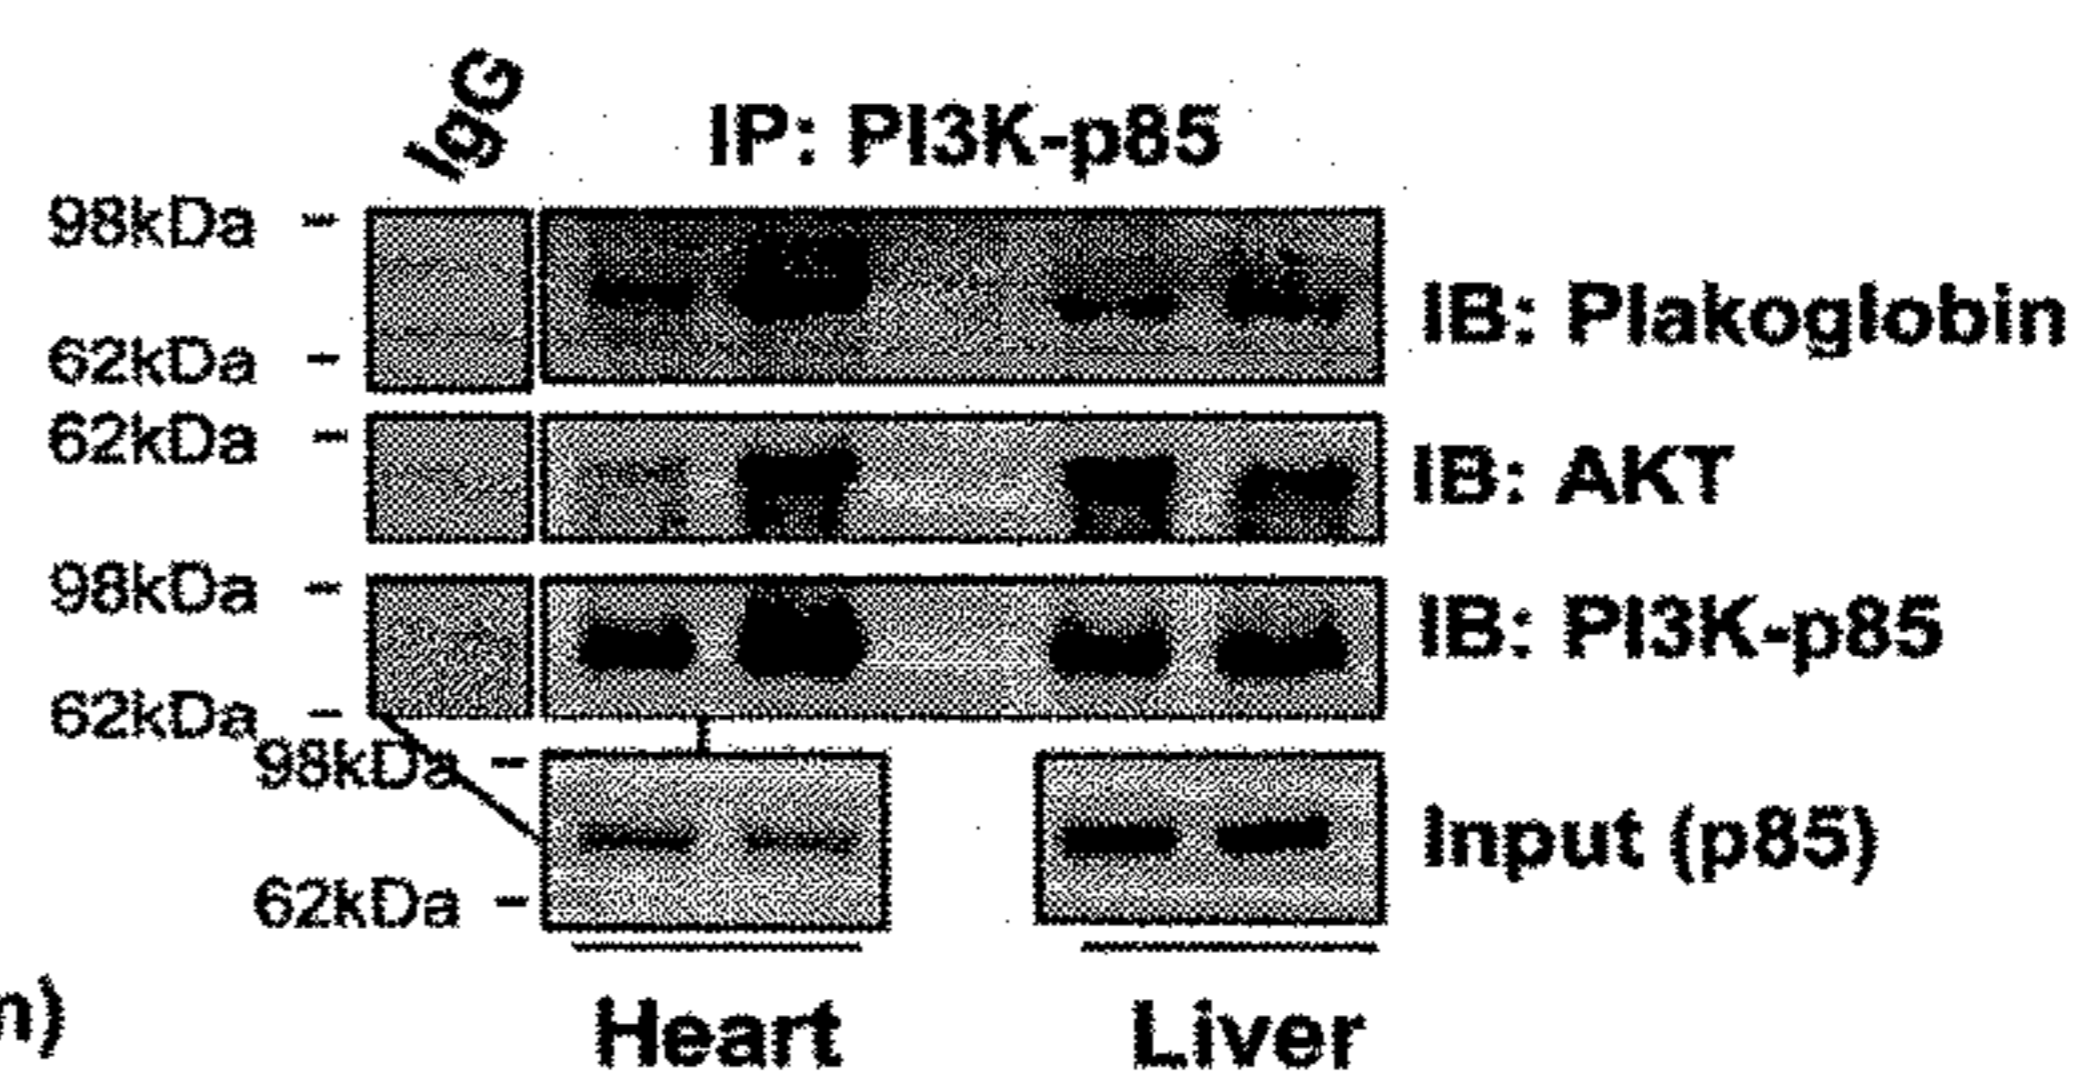 IgG
IP: PI3K-p85
98kDa
62kDa
IB: Plakoglobin
62kDa
IB: AKT
98kDa
62kDa
IB: PI3K-p85
98kDa
62kDa
Input (p85)
Heart
Liver
n)